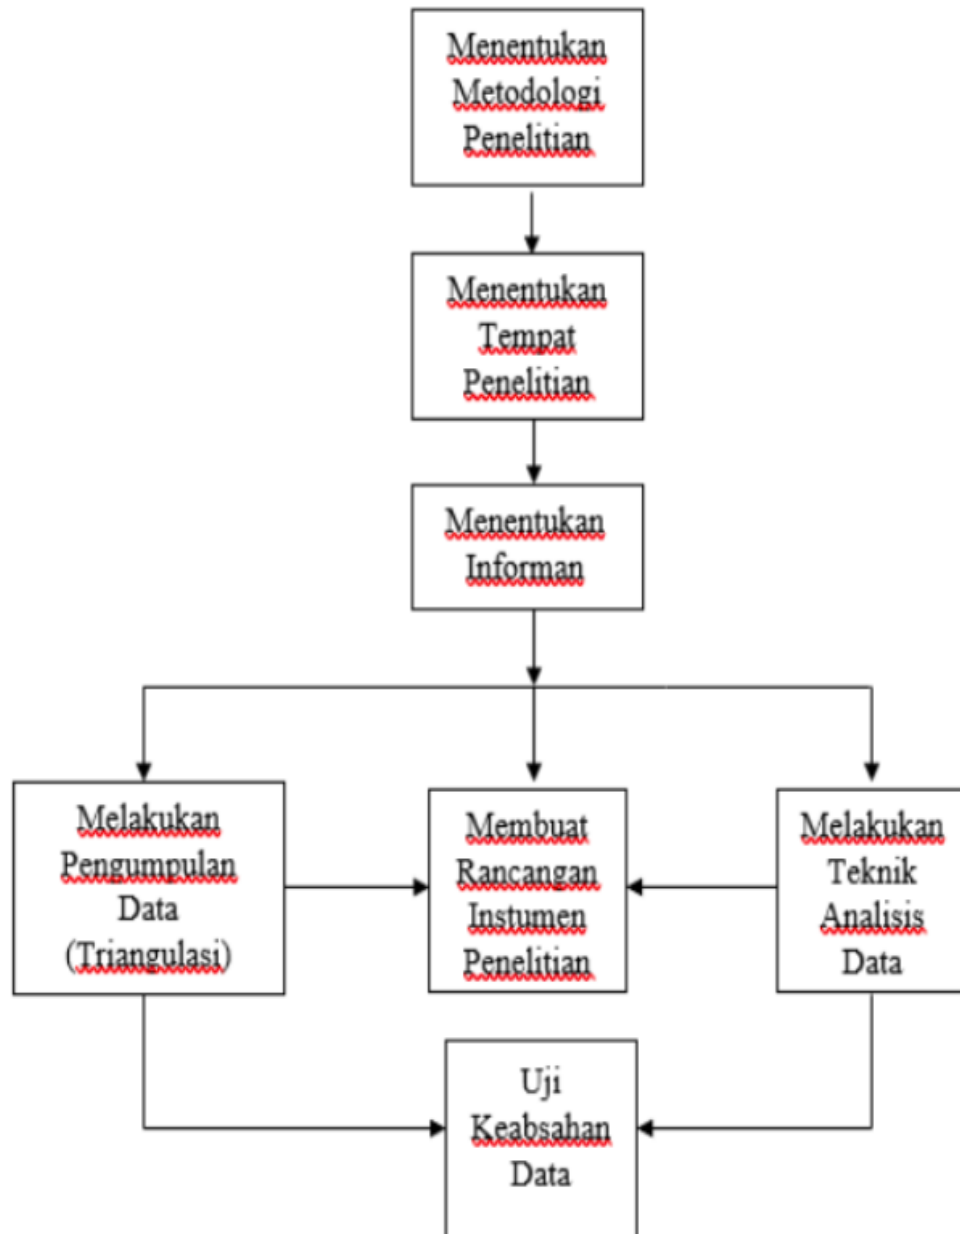 Menentukan
Metodologi
Penelitian
Menentukan
Tempat
Penelitian
Menentukan
Informan
Melakukan
Pengumpulan
Data
(Triangulasi)
Membuat
Rancangan
Instumen
Penelitian
Melakukan
Teknik
Analisis
Data
Uji
Keabsahan
Data